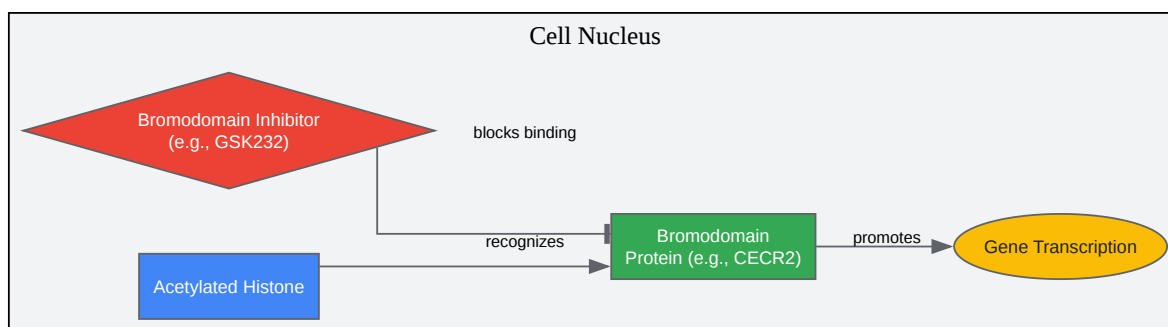 Cell Nucleus
Bromodomain Inhibitor
(e.g., GSK232)
blocks binding
recognizes
Bromodomain
Protein (e.g., CECR2)
promotes
Gene Transcription
Acetylated Histone